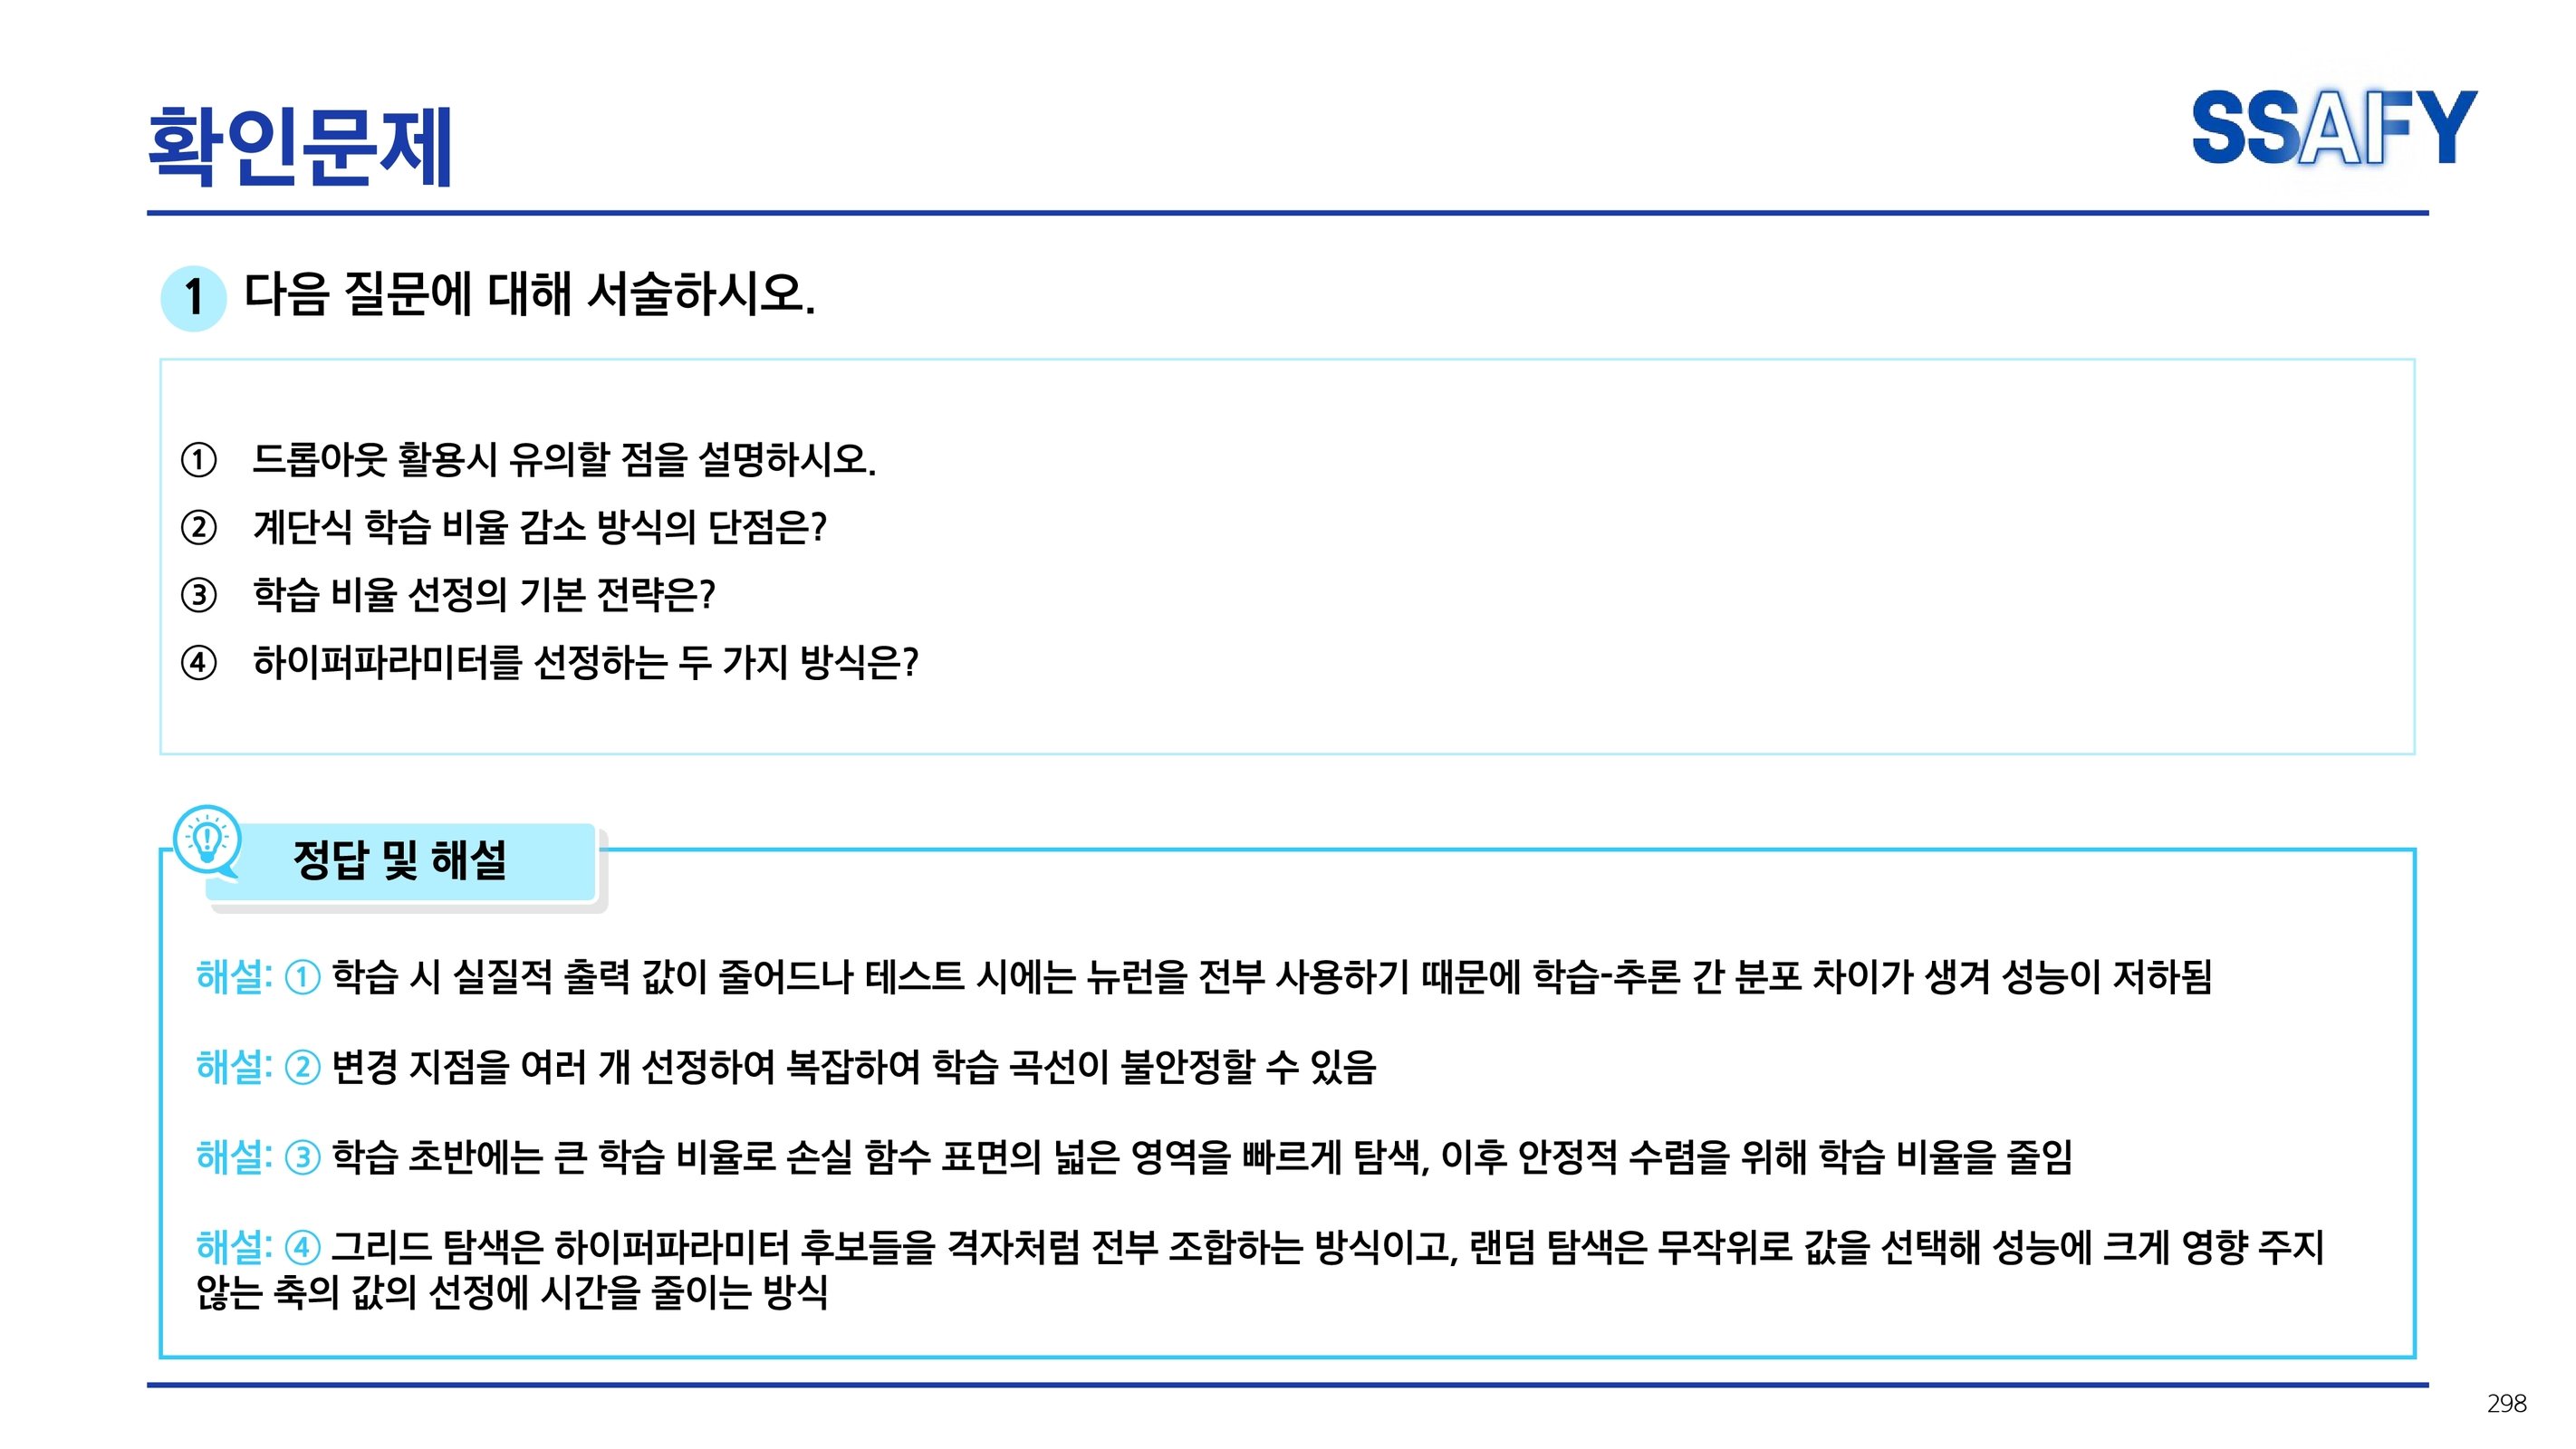 확인문제
SSAFY
1 다음 질문에 대해 서술하시오.
① 드롭아웃 활용시 유의할 점을 설명하시오.
② 계단식 학습 비율 감소 방식의 단점은?
③ 학습 비율 선정의 기본 전략은?
④ 하이퍼파라미터를 선정하는 두 가지 방식은?
정답 및 해설
해설: ① 학습 시 실질적 출력 값이 줄어드나 테스트 시에는 뉴런을 전부 사용하기 때문에 학습-추론 간 분포 차이가 생겨 성능이 저하됨
해설: ② 변경 지점을 여러 개 선정하여 복잡하여 학습 곡선이 불안정할 수 있음
해설: ③ 학습 초반에는 큰 학습 비율로 손실 함수 표면의 넓은 영역을 빠르게 탐색, 이후 안정적 수렴을 위해 학습 비율을 줄임
해설: ④ 그리드 탐색은 하이퍼파라미터 후보들을 격자처럼 전부 조합하는 방식이고, 랜덤 탐색은 무작위로 값을 선택해 성능에 크게 영향 주지
않는 축의 값의 선정에 시간을 줄이는 방식
298